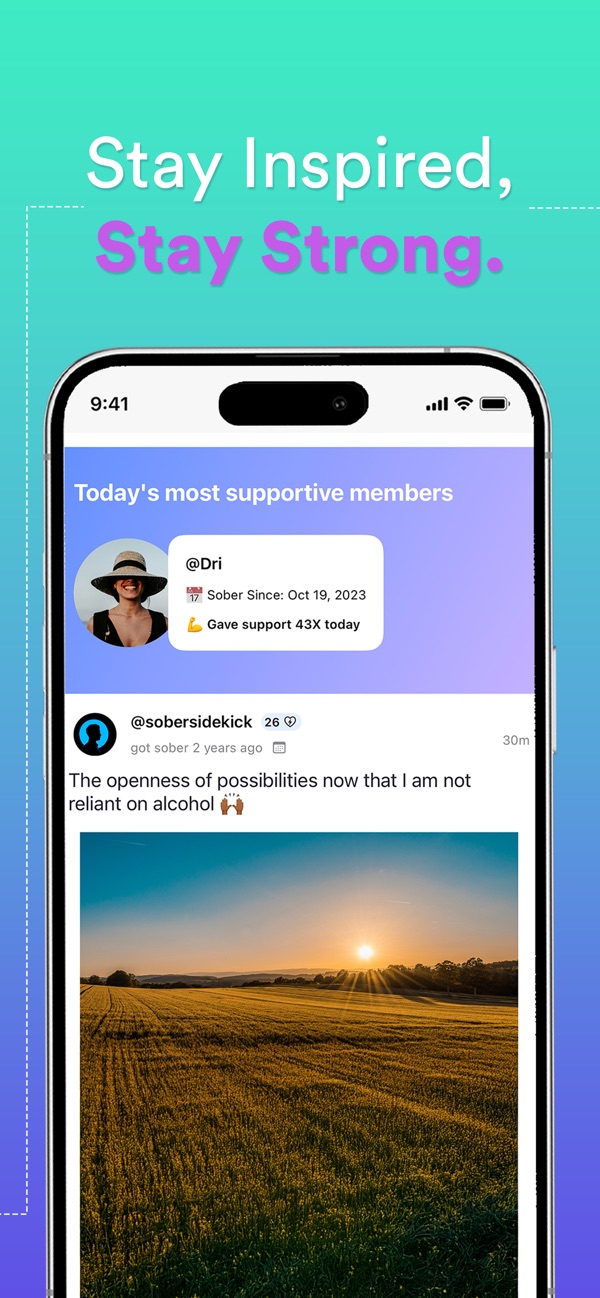 Stay Inspired,
Stay Strong.
9:41
Today's most supportive members
@Dri
📅 Sober Since: Oct 19, 2023
💪 Gave support 43X today
@sobersidekick 26
got sober 2 years ago
30m
The openness of possibilities now that I am not
reliant on alcohol 🙌🏾